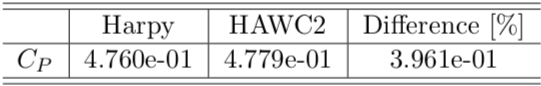 Harpy HAWC2 Difference [%]
C_P 4.760e-01 4.779e-01 3.961e-01